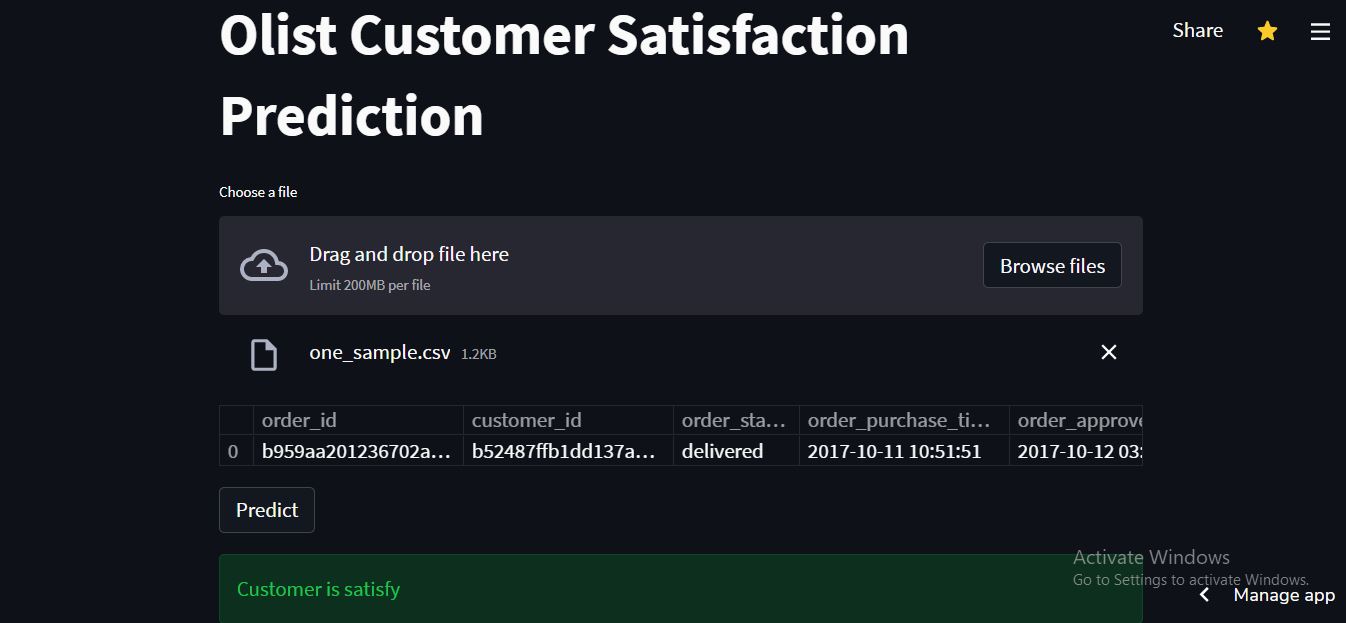 Olist Customer Satisfaction
Prediction
Share
Choose a file
Drag and drop file here
Limit 200MB per file
Browse files
one_sample.csv 1.2KB
order_id customer_id order_sta... order_purchase_ti... order_approve
0 b959aa201236702a... b52487ffb1dd137a... delivered 2017-10-11 10:51:51 2017-10-12 03:
Predict
Activate Windows
Go to Settings to activate Windows.
Customer is satisfy
Manage app